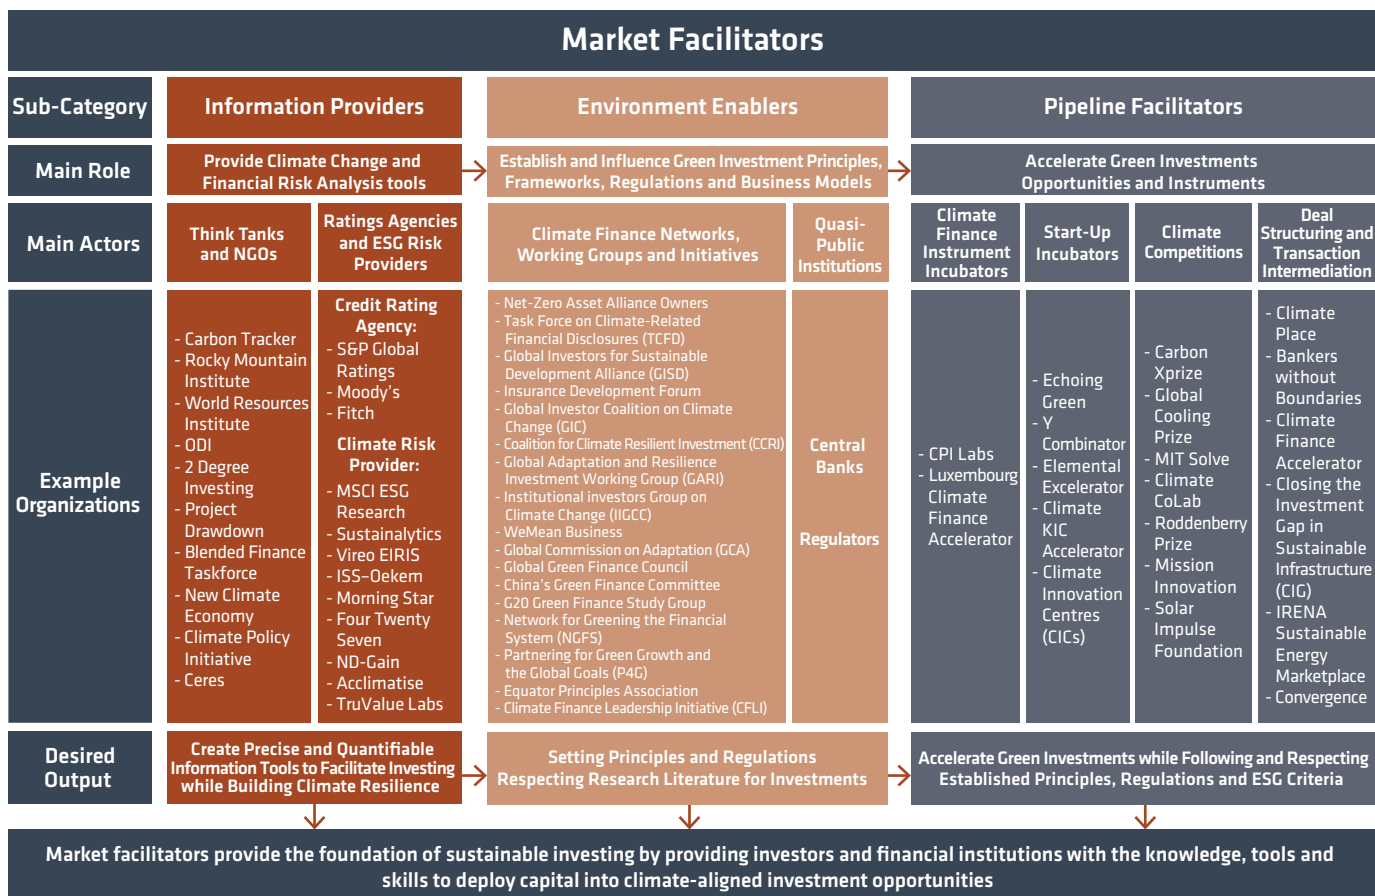 Market Facilitators
Sub-Category
Information Providers
Environment Enablers
Pipeline Facilitators
Main Role
Provide Climate Change and
Financial Risk Analysis tools
Establish and Influence Green Investment Principles,
Frameworks, Regulations and Business Models
Accelerate Green Investments
Opportunities and Instruments
Main Actors
Think Tanks
and NGOs
Ratings Agencies
and ESG Risk
Providers
Climate Finance Networks,
Working Groups and Initiatives
Quasi-
Public
Institutions
Climate
Finance
Instrument
Incubators
Start-Up
Incubators
Climate
Competitions
Deal
Structuring and
Transaction
Intermediation
Example
Organizations
- Carbon Tracker
- Rocky Mountain
Institute
- World Resources
Institute
- ODI
- 2 Degree
Investing
- Project
Drawdown
- Blended Finance
Taskforce
- New Climate
Economy
- Climate Policy
Initiative
- Ceres
Credit Rating
Agency:
- S&P Global
Ratings
- Moody's
- Fitch
Climate Risk
Provider:
- MSCI ESG
Research
- Sustainalytics
- Vireo EIRIS
- ISS-Oekem
- Morning Star
- Four Twenty
Seven
- ND-Gain
- Acclimatise
- TruValue Labs
- Net-Zero Asset Alliance Owners
- Task Force on Climate-Related
Financial Disclosures (TCFD)
- Global Investors for Sustainable
Development Alliance (GISD)
- Insurance Development Forum
- Global Investor Coalition on Climate
Change (GIC)
- Coalition for Climate Resilient Investment (CCRI)
- Global Adaptation and Resilience
Investment Working Group (GARI)
- Institutional investors Group on
Climate Change (IIGCC)
- WeMean Business
- Global Commission on Adaptation (GCA)
- Global Green Finance Council
- China's Green Finance Committee
- G20 Green Finance Study Group
- Network for Greening the Financial
System (NGFS)
- Partnering for Green Growth and
the Global Goals (P4G)
- Equator Principles Association
- Climate Finance Leadership Initiative (CFLI)
Central
Banks
Regulators
- CPI Labs
- Luxembourg
Climate
Finance
Accelerator
- Echoing
Green
- Y
Combinator
- Elemental
Excelerator
- Climate
KIC
Accelerator
- Climate
Innovation
Centres
(CICs)
- Carbon
Xprize
- Global
Cooling
Prize
- MIT Solve
- Climate
CoLab
- Roddenberry
Prize
- Mission
Innovation
- Solar
Impulse
Foundation
- Climate
Place
- Bankers
without
Boundaries
- Climate
Finance
Accelerator
- Closing the
Investment
Gap in
Sustainable
Infrastructure
(CIG)
- IRENA
Sustainable
Energy
Marketplace
- Convergence
Desired
Output
Create Precise and Quantifiable
Information Tools to Facilitate Investing
while Building Climate Resilience
Setting Principles and Regulations
Respecting Research Literature for Investments
Accelerate Green Investments while Following and Respecting
Established Principles, Regulations and ESG Criteria
Market facilitators provide the foundation of sustainable investing by providing investors and financial institutions with the knowledge, tools and
skills to deploy capital into climate-aligned investment opportunities